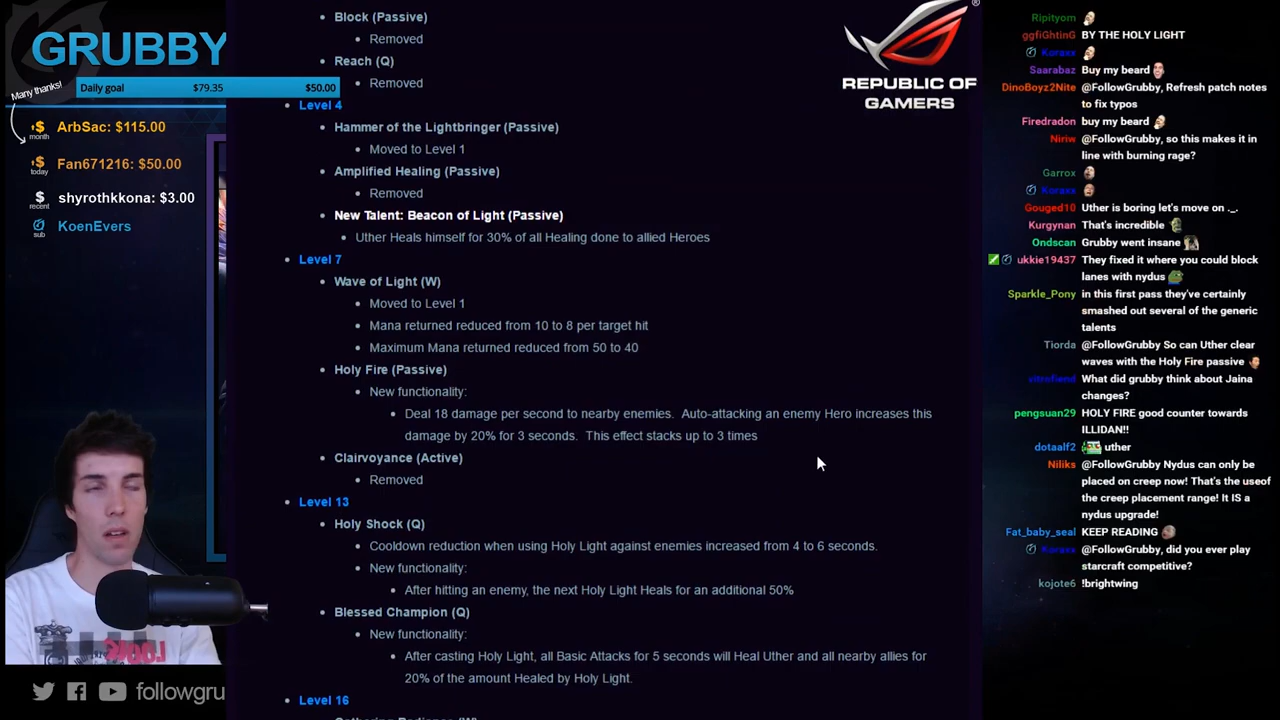 GRUBBY
Many thanks!
Daily goal $79.35 $50.00
month ArbSac: $115.00
today Fan671216: $50.00
recent shyrothkkona: $3.00
sub KoenEvers
REPUBLIC OF
GAMERS
Block (Passive)
Removed
Reach (Q)
Removed
Level 4
Hammer of the Lightbringer (Passive)
Moved to Level 1
Amplified Healing (Passive)
Removed
New Talent: Beacon of Light (Passive)
Uther Heals himself for 30% of all Healing done to allied Heroes
Level 7
Wave of Light (W)
Moved to Level 1
Mana returned reduced from 10 to 8 per target hit
Maximum Mana returned reduced from 50 to 40
Holy Fire (Passive)
New functionality:
Deal 18 damage per second to nearby enemies. Auto-attacking an enemy Hero increases this
damage by 20% for 3 seconds. This effect stacks up to 3 times
Clairvoyance (Active)
Removed
Level 13
Holy Shock (Q)
Cooldown reduction when using Holy Light against enemies increased from 4 to 6 seconds.
New functionality:
After hitting an enemy, the next Holy Light Heals for an additional 50%
Blessed Champion (Q)
New functionality:
After casting Holy Light, all Basic Attacks for 5 seconds will Heal Uther and all nearby allies for
20% of the amount Healed by Holy Light.
Level 16
Gathering Radiance (W)
Ripityom
ggfiGhtinG BY THE HOLY LIGHT
Koraxx
Saarabaz Buy my beard
DinoBoyz2Nite @FollowGrubby, Refresh patch notes
to fix typos
Firedradon buy my beard
Niriw @FollowGrubby, so this makes it in
line with burning rage?
Garrox
Koraxx
Gouged10 Uther is boring let's move on ._.
Kurgynan That's incredible
Ondscan Grubby went insane
ukkie19437 They fixed it where you could block
lanes with nydus
Sparkle_Pony in this first pass they've certainly
smashed out several of the generic
talents
Tiorda @FollowGrubby So can Uther clear
waves with the Holy Fire passive
vitrofiend What did grubby think about Jaina
changes?
pengsuan29 HOLY FIRE good counter towards
ILLIDAN!!
dotaalf2 uther
Niliks @FollowGrubby Nydus can only be
placed on creep now! That's the useof
the creep placement range! It IS a
nydus upgrade!
Fat_baby_seal KEEP READING
Koraxx @FollowGrubby, did you ever play
starcraft competitive?
kojote6 !brightwing
followgru